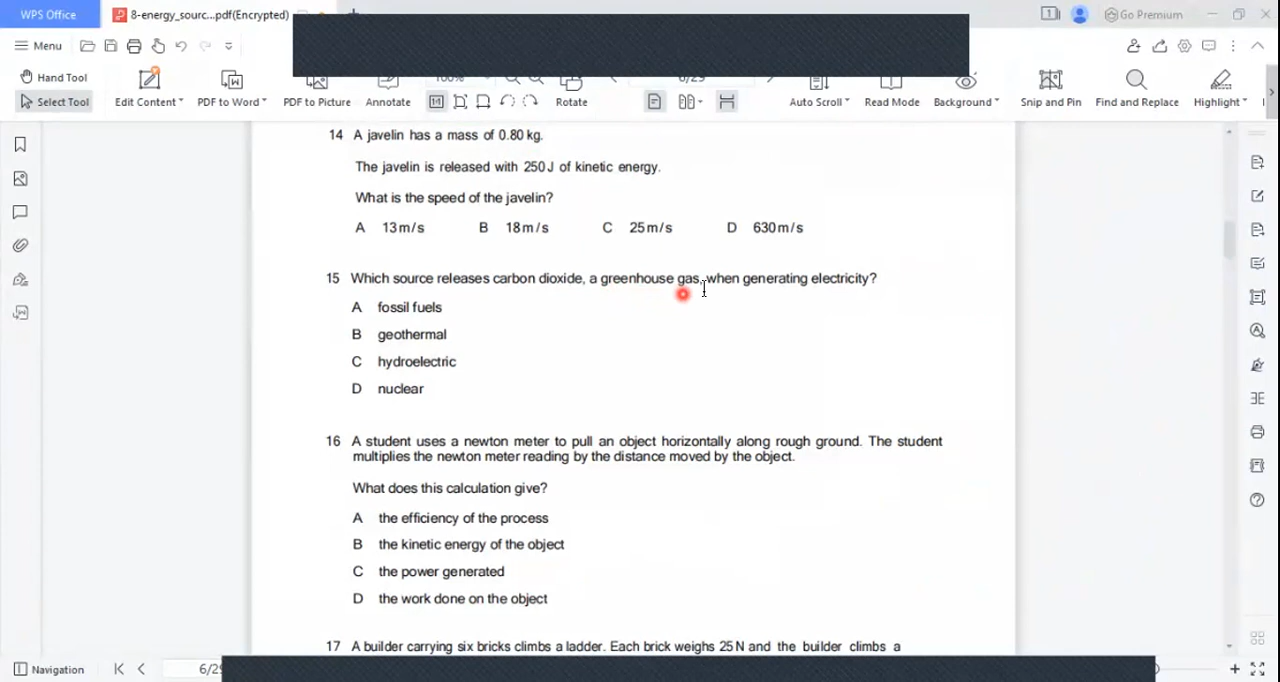 WPS Office
8-energy_sourc...pdf(Encrypted)
Go Premium
Menu
Hand Tool
Select Tool
Edit Content
PDF to Word
PDF to Picture
Annotate
100%
Rotate
6/29
Auto Scroll
Read Mode
Background
Snip and Pin
Find and Replace
Highlight
14 A javelin has a mass of 0.80 kg.
The javelin is released with 250 J of kinetic energy.
What is the speed of the javelin?
A 13 m/s B 18 m/s C 25 m/s D 630 m/s
15 Which source releases carbon dioxide, a greenhouse gas, when generating electricity?
A fossil fuels
B geothermal
C hydroelectric
D nuclear
16 A student uses a newton meter to pull an object horizontally along rough ground. The student
multiplies the newton meter reading by the distance moved by the object.
What does this calculation give?
A the efficiency of the process
B the kinetic energy of the object
C the power generated
D the work done on the object
17 A builder carrying six bricks climbs a ladder. Each brick weighs 25 N and the builder climbs a
Navigation
6/29